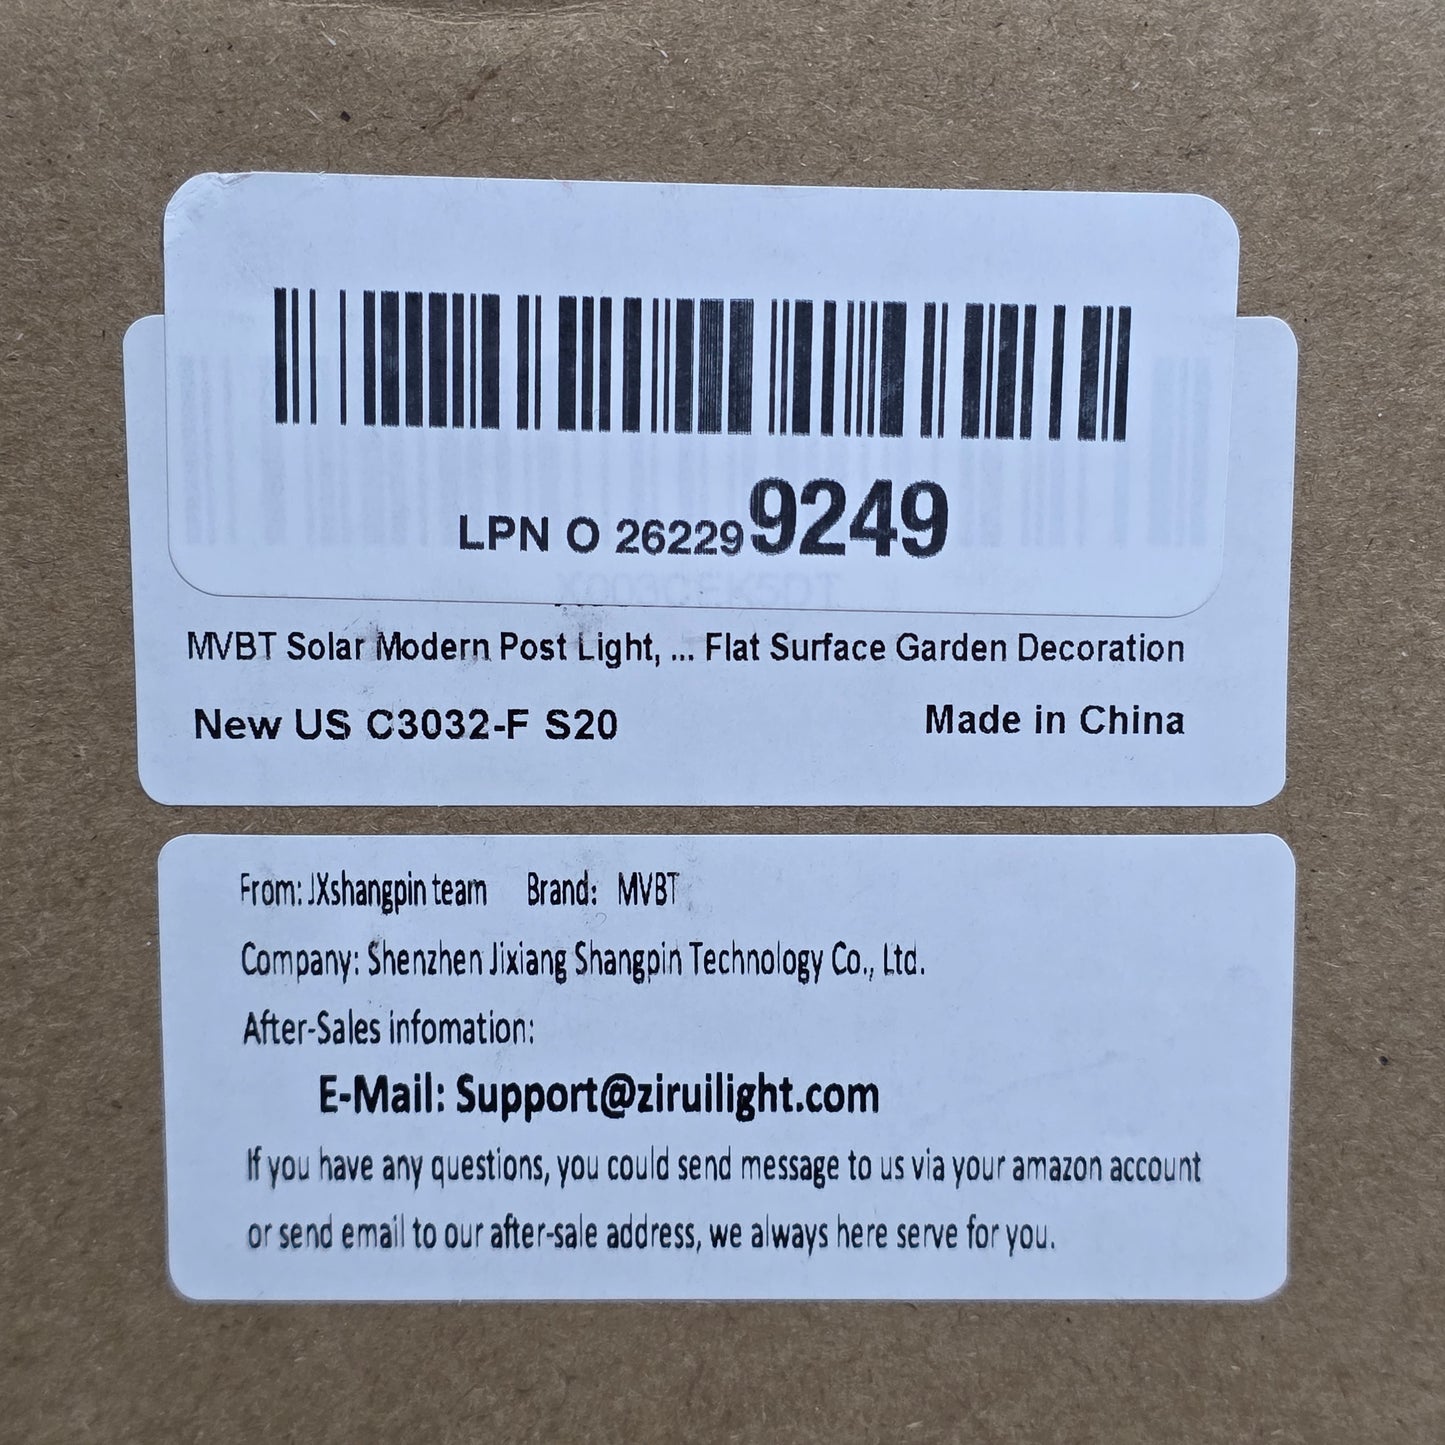 LPN O 262299249
X003CEK5DT
MVBT Solar Modern Post Light, ... Flat Surface Garden Decoration
New US C3032-F S20 Made in China
From: JXshangpin team Brand: MVBT
Company: Shenzhen Jixiang Shangpin Technology Co., Ltd.
After-Sales infomation:
E-Mail: Support@ziruilight.com
If you have any questions, you could send message to us via your amazon account
or send email to our after-sale address, we always here serve for you.